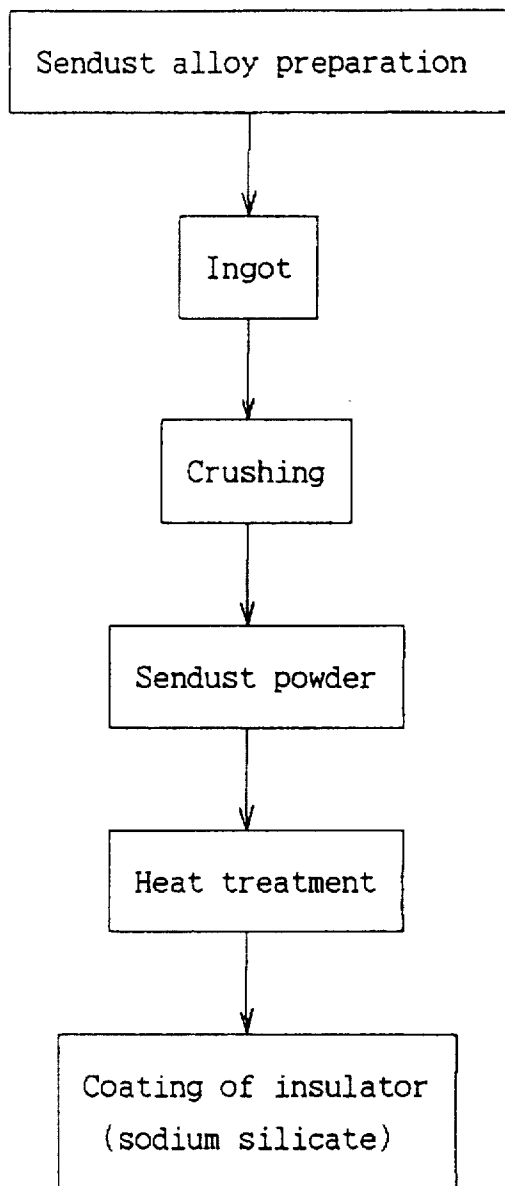 Sendust alloy preparation
Ingot
Crushing
Sendust powder
Heat treatment
Coating of insulator
(sodium silicate)